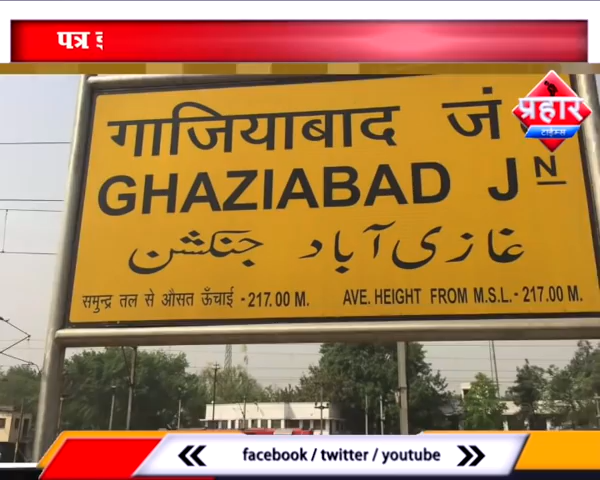 पत्र
प्रहार
टाईम्स
गाजियाबाद जं
GHAZIABAD JN
غازی آباد جنکشن
समुन्द्र तल से औसत ऊँचाई - 217.00 M. AVE. HEIGHT FROM M.S.L. - 217.00 M.
facebook / twitter / youtube